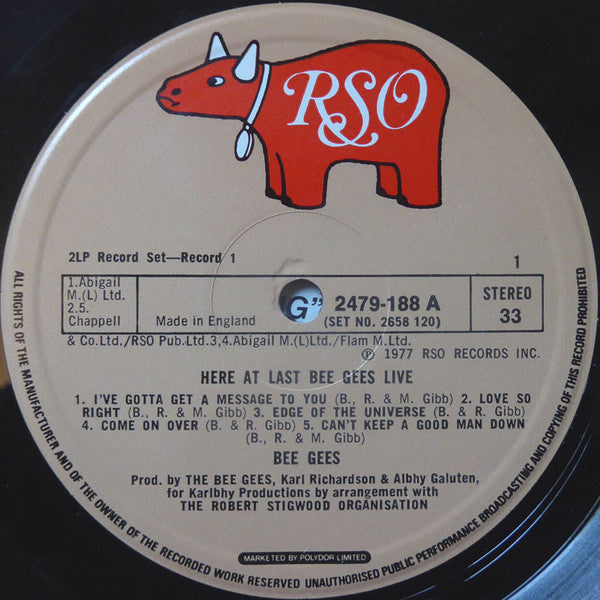 RSO
2LP Record Set—Record 1
1
1.Abigail
M.(L) Ltd.
2.5.
Chappell
Made in England
"G"
2479-188 A
(SET NO. 2658 120)
STEREO
33
& Co.Ltd./RSO Pub.Ltd.3,4.Abigail M.(L)Ltd./Flam M.Ltd.
℗ 1977 RSO RECORDS INC.
HERE AT LAST BEE GEES LIVE
1. I'VE GOTTA GET A MESSAGE TO YOU (B., R. & M. Gibb) 2. LOVE SO
RIGHT (B., R. & M. Gibb) 3. EDGE OF THE UNIVERSE (B. & R. Gibb)
4. COME ON OVER (B. & R. Gibb) 5. CAN'T KEEP A GOOD MAN DOWN
(B., R. & M. Gibb)
BEE GEES
Prod. by THE BEE GEES, Karl Richardson & Albhy Galuten,
for Karlbhy Productions by arrangement with
THE ROBERT STIGWOOD ORGANISATION
MARKETED BY POLYDOR LIMITED
ALL RIGHTS OF THE MANUFACTURER AND OF THE OWNER OF THE RECORDED WORK RESERVED UNAUTHORISED PUBLIC PERFORMANCE BROADCASTING AND COPYING OF THIS RECORD PROHIBITED